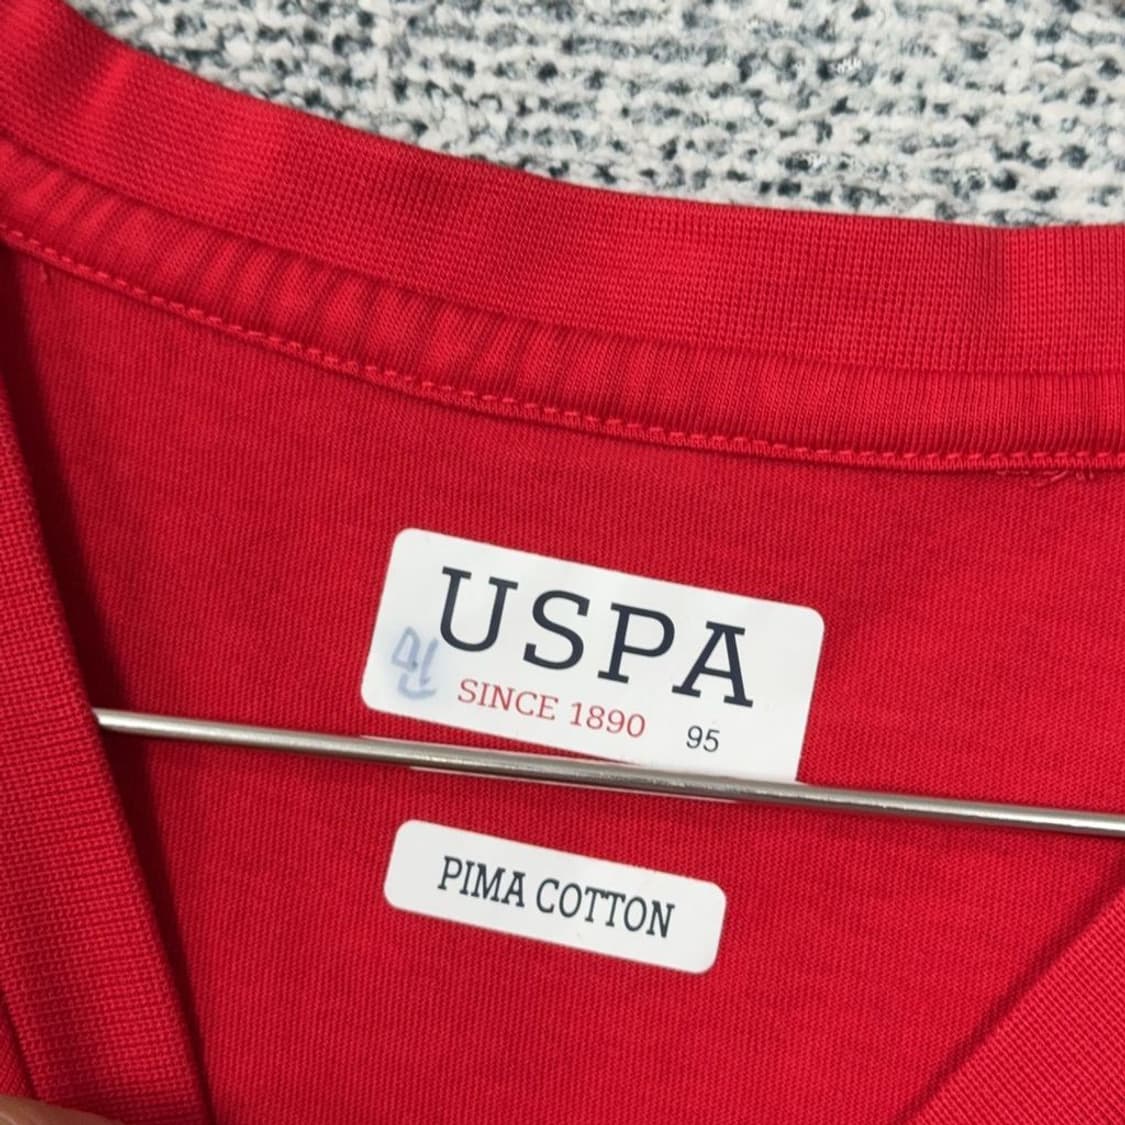 USPA
SINCE 1890 95
PIMA COTTON